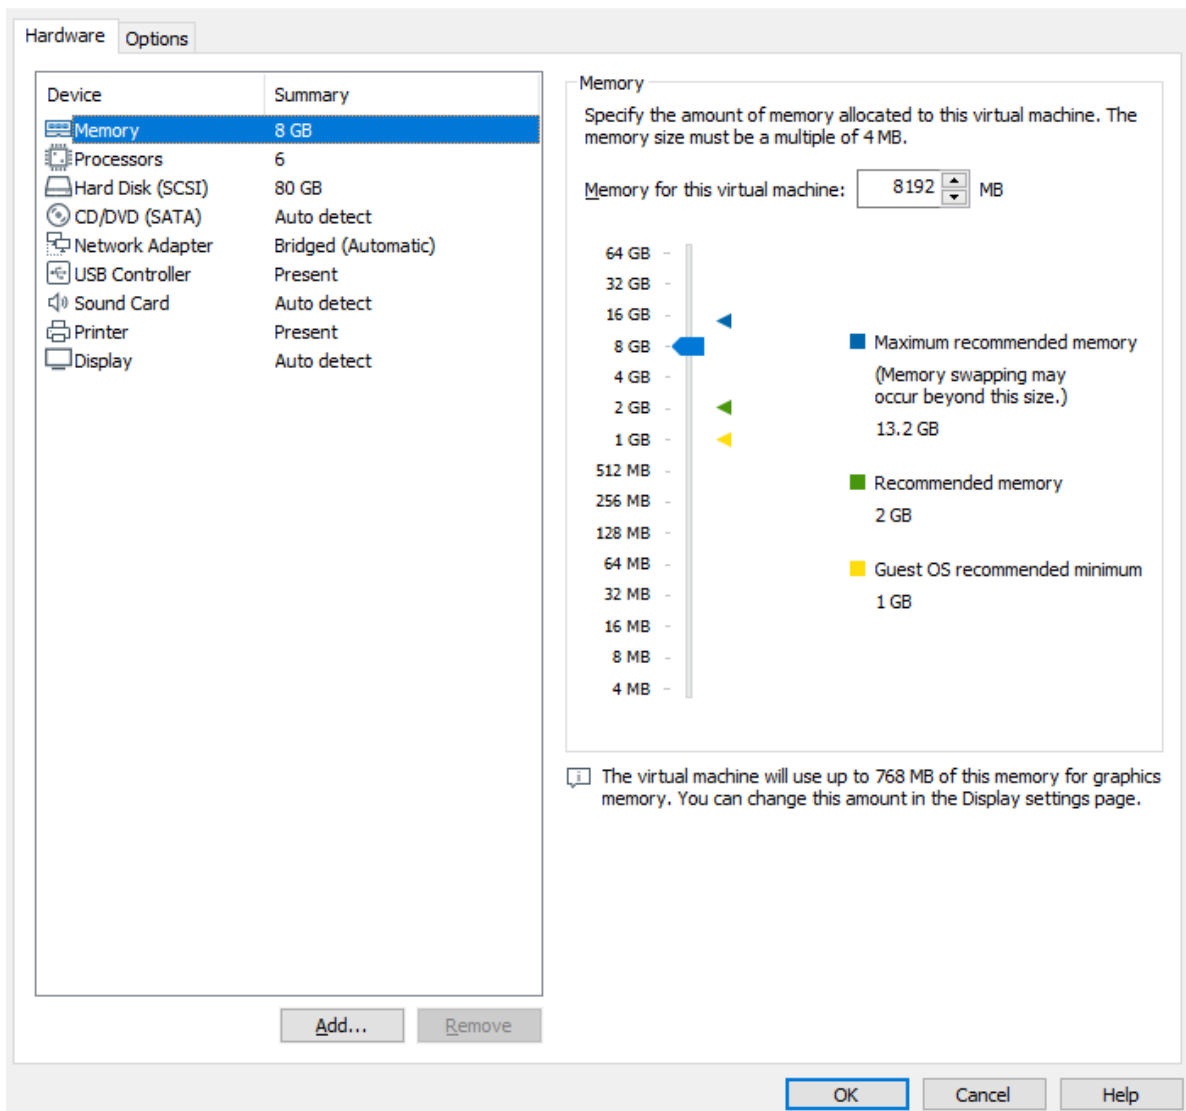 Hardware
Options
Device Summary
Memory 8 GB
Processors 6
Hard Disk (SCSI) 80 GB
CD/DVD (SATA) Auto detect
Network Adapter Bridged (Automatic)
USB Controller Present
Sound Card Auto detect
Printer Present
Display Auto detect
Add...
Remove
Memory
Specify the amount of memory allocated to this virtual machine. The
memory size must be a multiple of 4 MB.
Memory for this virtual machine: 8192 MB
64 GB
32 GB
16 GB
8 GB
4 GB
2 GB
1 GB
512 MB
256 MB
128 MB
64 MB
32 MB
16 MB
8 MB
4 MB
Maximum recommended memory
(Memory swapping may
occur beyond this size.)
13.2 GB
Recommended memory
2 GB
Guest OS recommended minimum
1 GB
The virtual machine will use up to 768 MB of this memory for graphics
memory. You can change this amount in the Display settings page.
OK
Cancel
Help